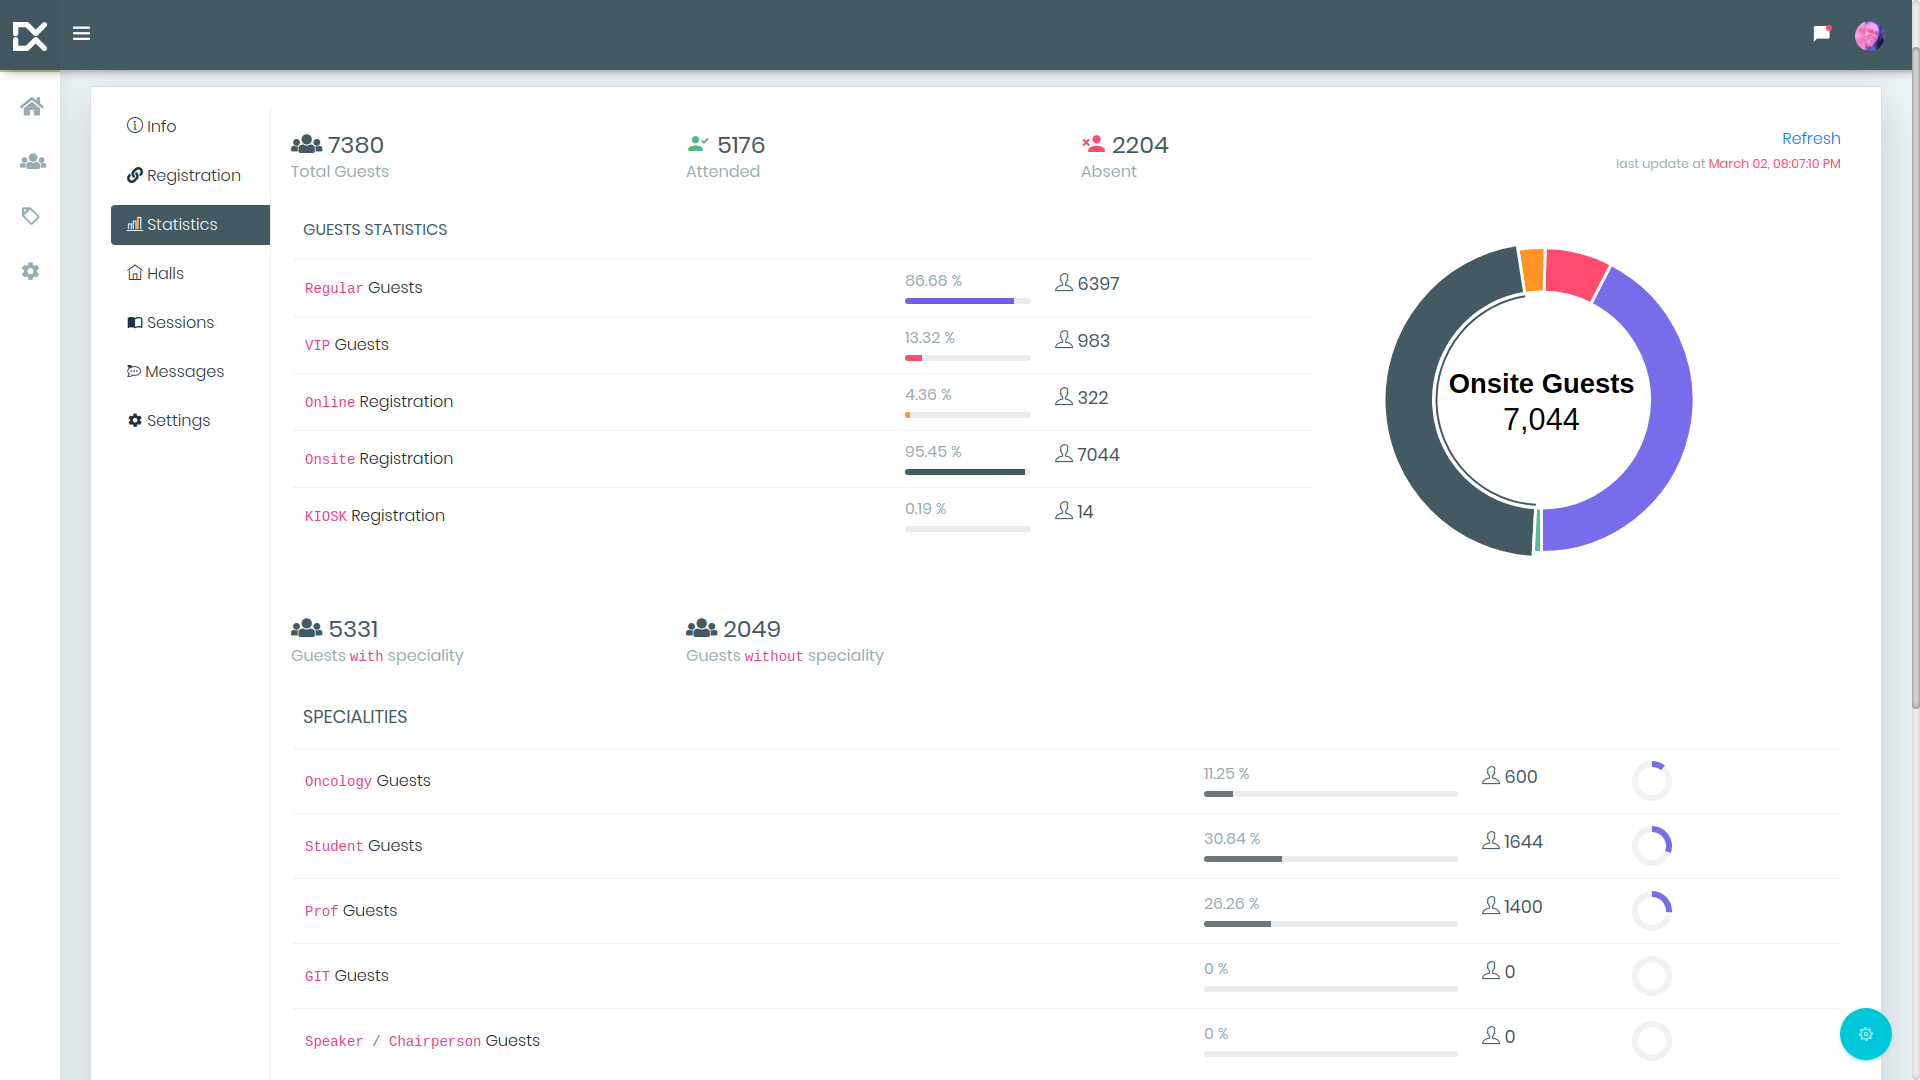 Info
Registration
Statistics
Halls
Sessions
Messages
Settings
7380
Total Guests
5176
Attended
2204
Absent
Refresh
last update at March 02, 08:07:10 PM
GUESTS STATISTICS
Regular Guests 86.68 % 6397
VIP Guests 13.32 % 983
Online Registration 4.36 % 322
Onsite Registration 95.45 % 7044
KIOSK Registration 0.19 % 14
Onsite Guests
7,044
5331
Guests with speciality
2049
Guests without speciality
SPECIALITIES
Oncology Guests 11.25 % 600
Student Guests 30.84 % 1644
Prof Guests 26.26 % 1400
GIT Guests 0 % 0
Speaker / Chairperson Guests 0 % 0